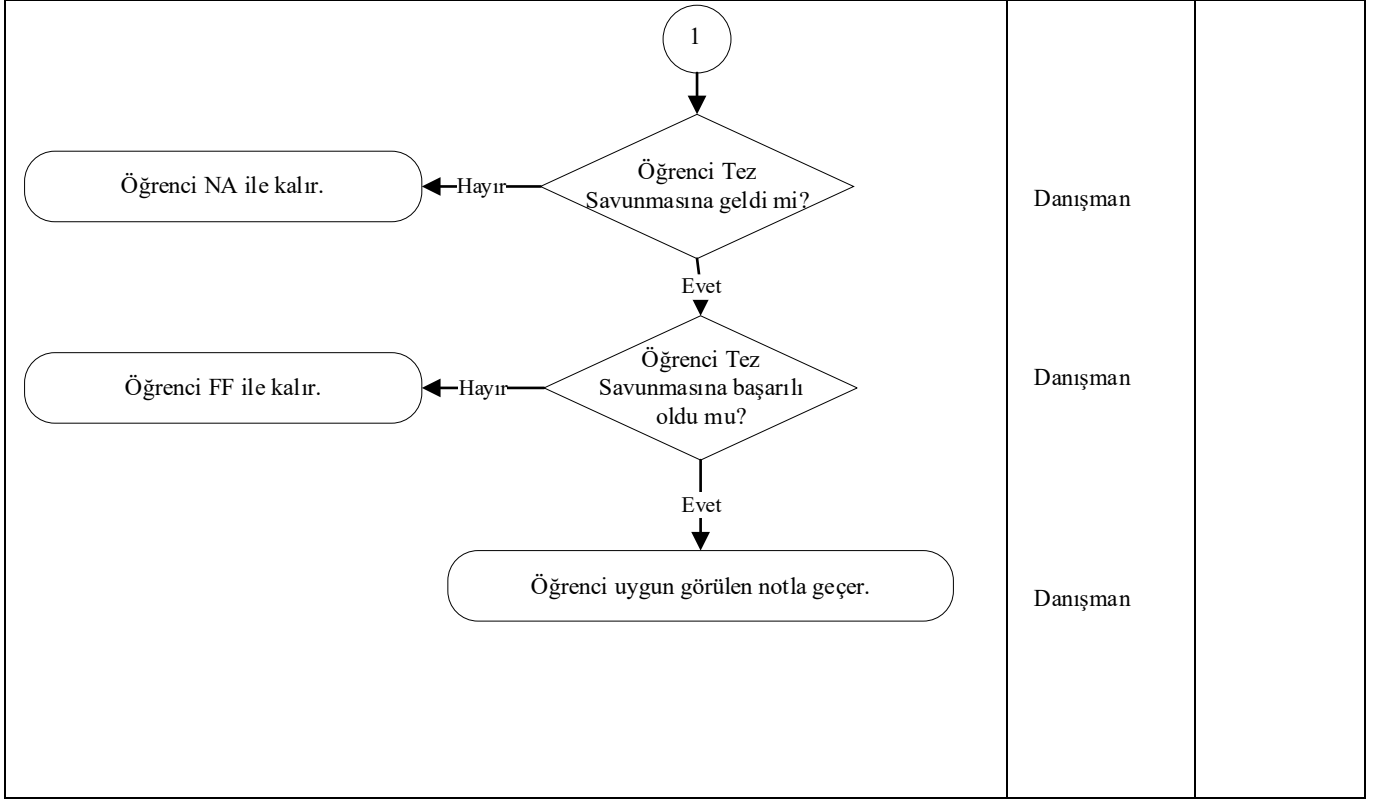 1
Öğrenci Tez
Savunmasına geldi mi?
Hayır
Öğrenci NA ile kalır.
Danışman
Evet
Öğrenci Tez
Savunmasına başarılı
oldu mu?
Hayır
Öğrenci FF ile kalır.
Danışman
Evet
Öğrenci uygun görülen notla geçer.
Danışman